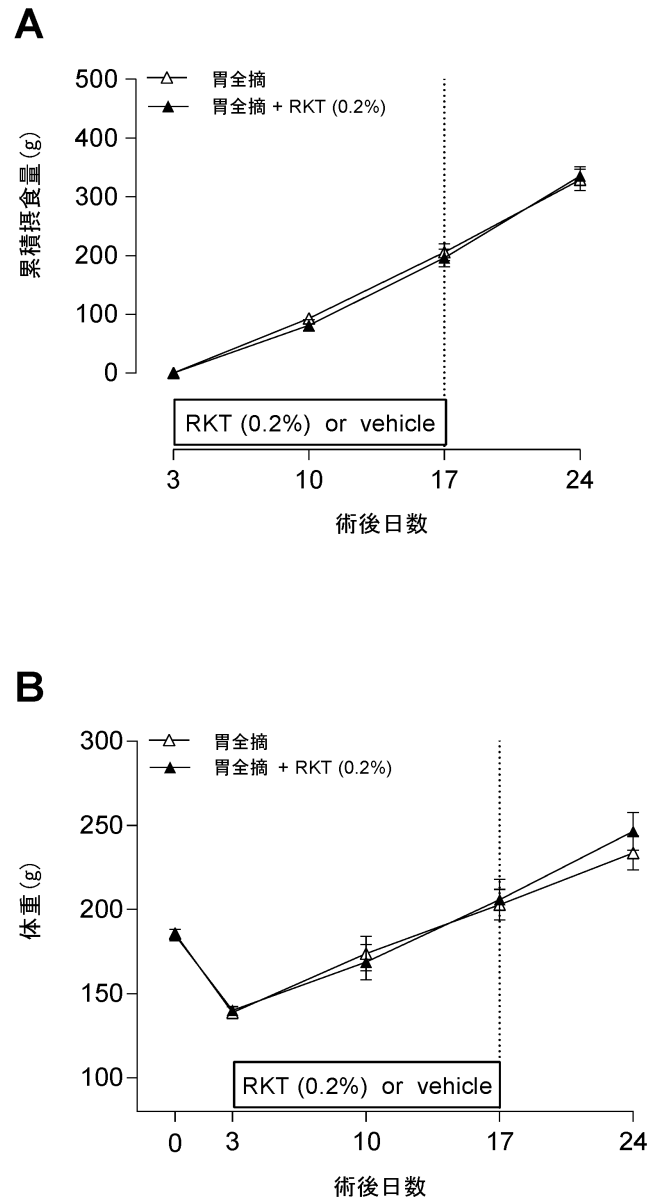 A
500
400
300
200
100
0
累積摂食量(g)
胃全摘
胃全摘 + RKT (0.2%)
RKT (0.2%) or vehicle
3 10 17 24
術後日数
B
300
250
200
150
100
体重(g)
胃全摘
胃全摘 + RKT (0.2%)
RKT (0.2%) or vehicle
0 3 10 17 24
術後日数